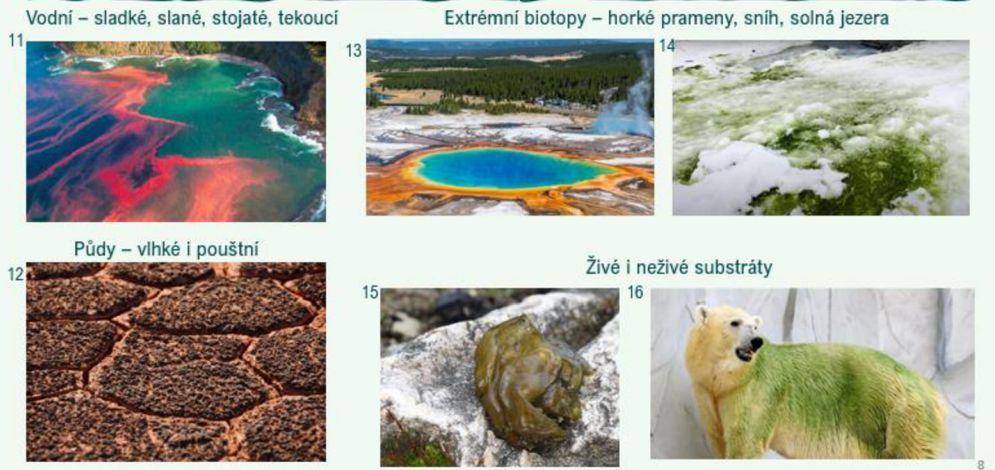 Vodní – sladké, slané, stojaté, tekoucí
Extrémní biotopy – horké prameny, sníh, solná jezera
11
13
14
Půdy – vlhké i pouštní
Živé i neživé substráty
12
15
16
8